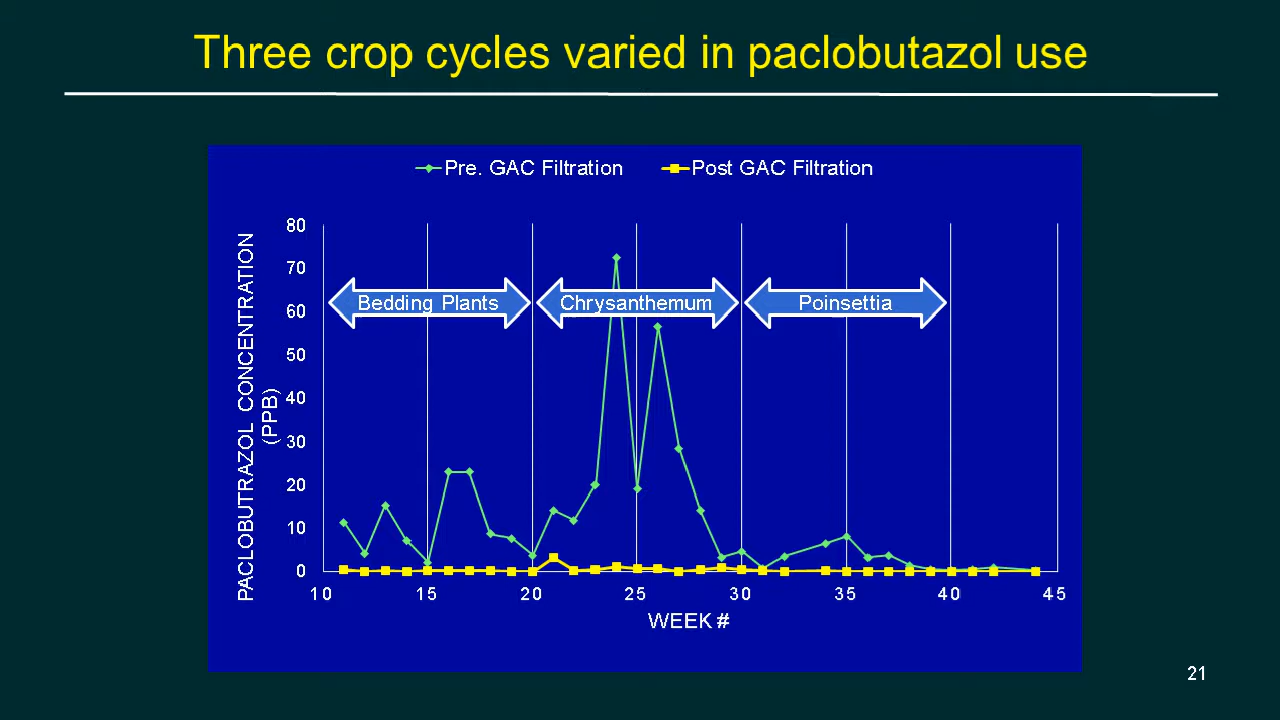 Three crop cycles varied in paclobutazol use
Pre. GAC Filtration
Post GAC Filtration
PACLOBUTRAZOL CONCENTRATION
(PPB)
80
70
60
50
40
30
20
10
0
Bedding Plants
Chrysanthemum
Poinsettia
10
15
20
25
30
35
40
45
WEEK #
21